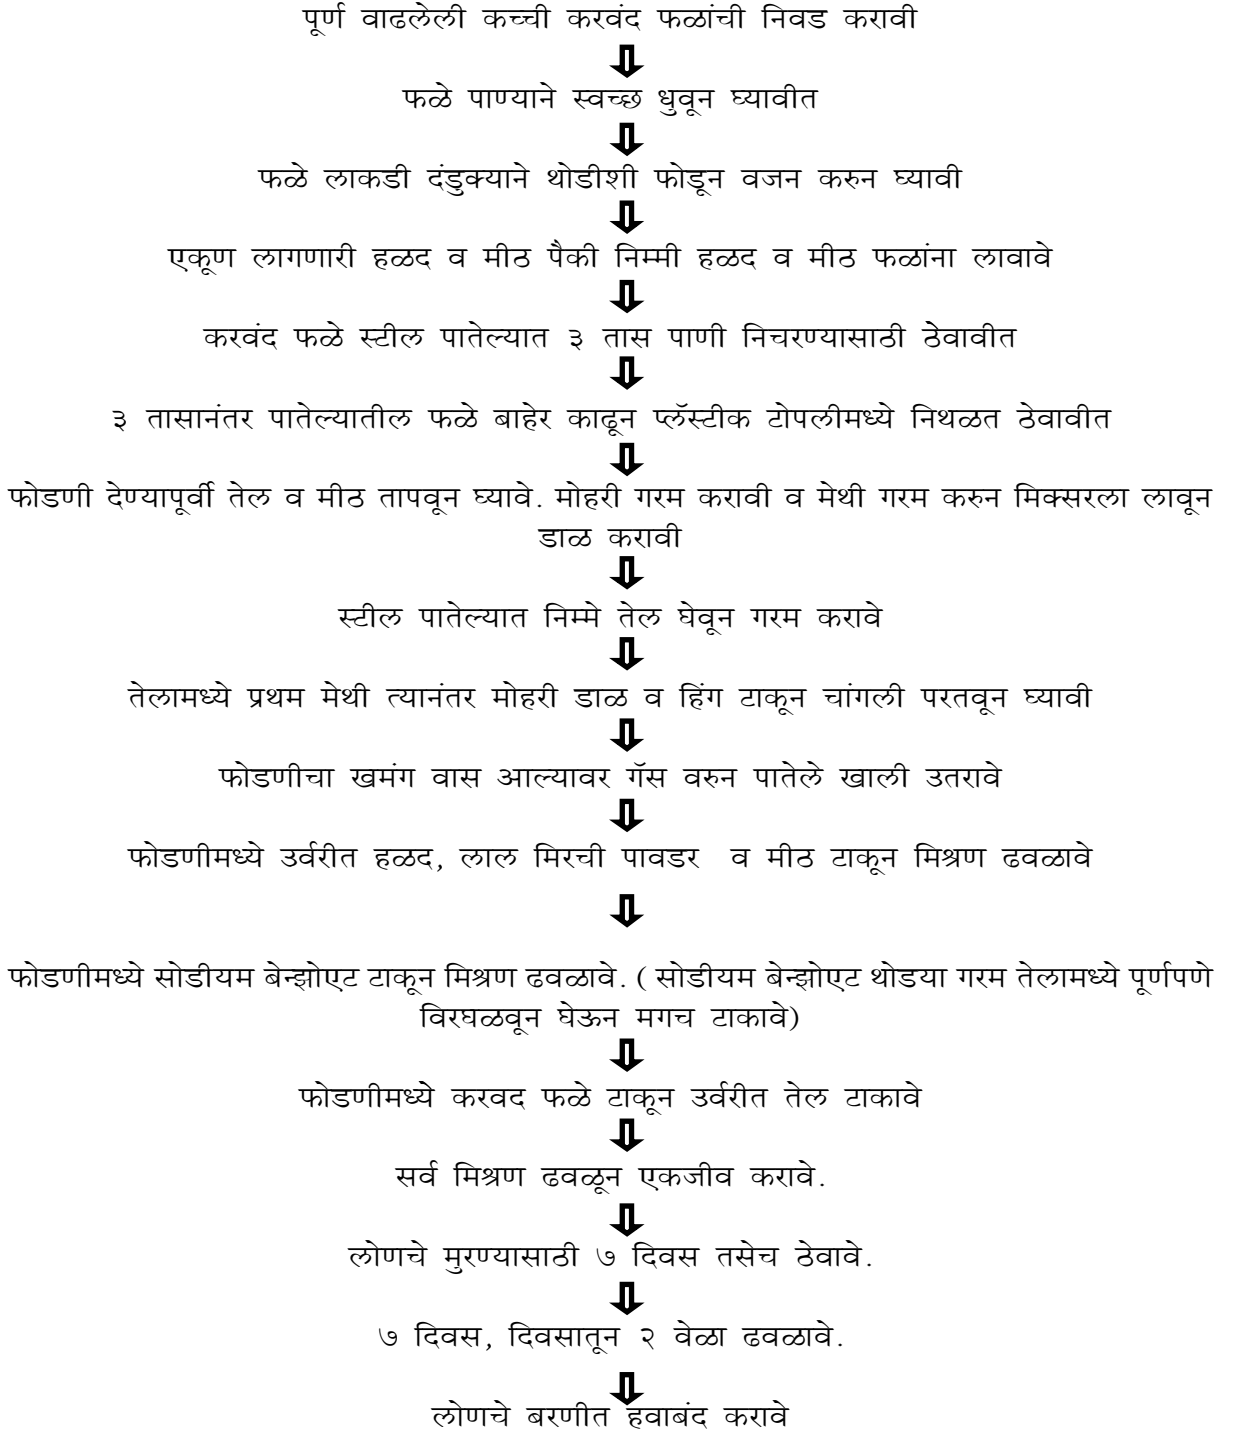 पूर्ण वाढलेली कच्ची करवंद फळांची निवड करावी
फळे पाण्याने स्वच्छ धुवून घ्यावीत
फळे लाकडी दंडुक्याने थोडीशी फोडून वजन करुन घ्यावी
एकूण लागणारी हळद व मीठ पैकी निम्मी हळद व मीठ फळांना लावावे
करवंद फळे स्टील पातेल्यात ३ तास पाणी निचरण्यासाठी ठेवावीत
३ तासानंतर पातेल्यातील फळे बाहेर काढून प्लॅस्टीक टोपलीमध्ये निथळत ठेवावीत
फोडणी देण्यापूर्वी तेल व मीठ तापवून घ्यावे. मोहरी गरम करावी व मेथी गरम करुन मिक्सरला लावून
डाळ करावी
स्टील पातेल्यात निम्मे तेल घेवून गरम करावे
तेलामध्ये प्रथम मेथी त्यानंतर मोहरी डाळ व हिंग टाकून चांगली परतवून घ्यावी
फोडणीचा खमंग वास आल्यावर गॅस वरुन पातेले खाली उतरावे
फोडणीमध्ये उर्वरीत हळद, लाल मिरची पावडर व मीठ टाकून मिश्रण ढवळावे
फोडणीमध्ये सोडीयम बेन्झोएट टाकून मिश्रण ढवळावे. ( सोडीयम बेन्झोएट थोडया गरम तेलामध्ये पूर्णपणे
विरघळवून घेऊन मगच टाकावे)
फोडणीमध्ये करवद फळे टाकून उर्वरीत तेल टाकावे
सर्व मिश्रण ढवळून एकजीव करावे.
लोणचे मुरण्यासाठी ७ दिवस तसेच ठेवावे.
७ दिवस, दिवसातून २ वेळा ढवळावे.
लोणचे बरणीत हवाबंद करावे